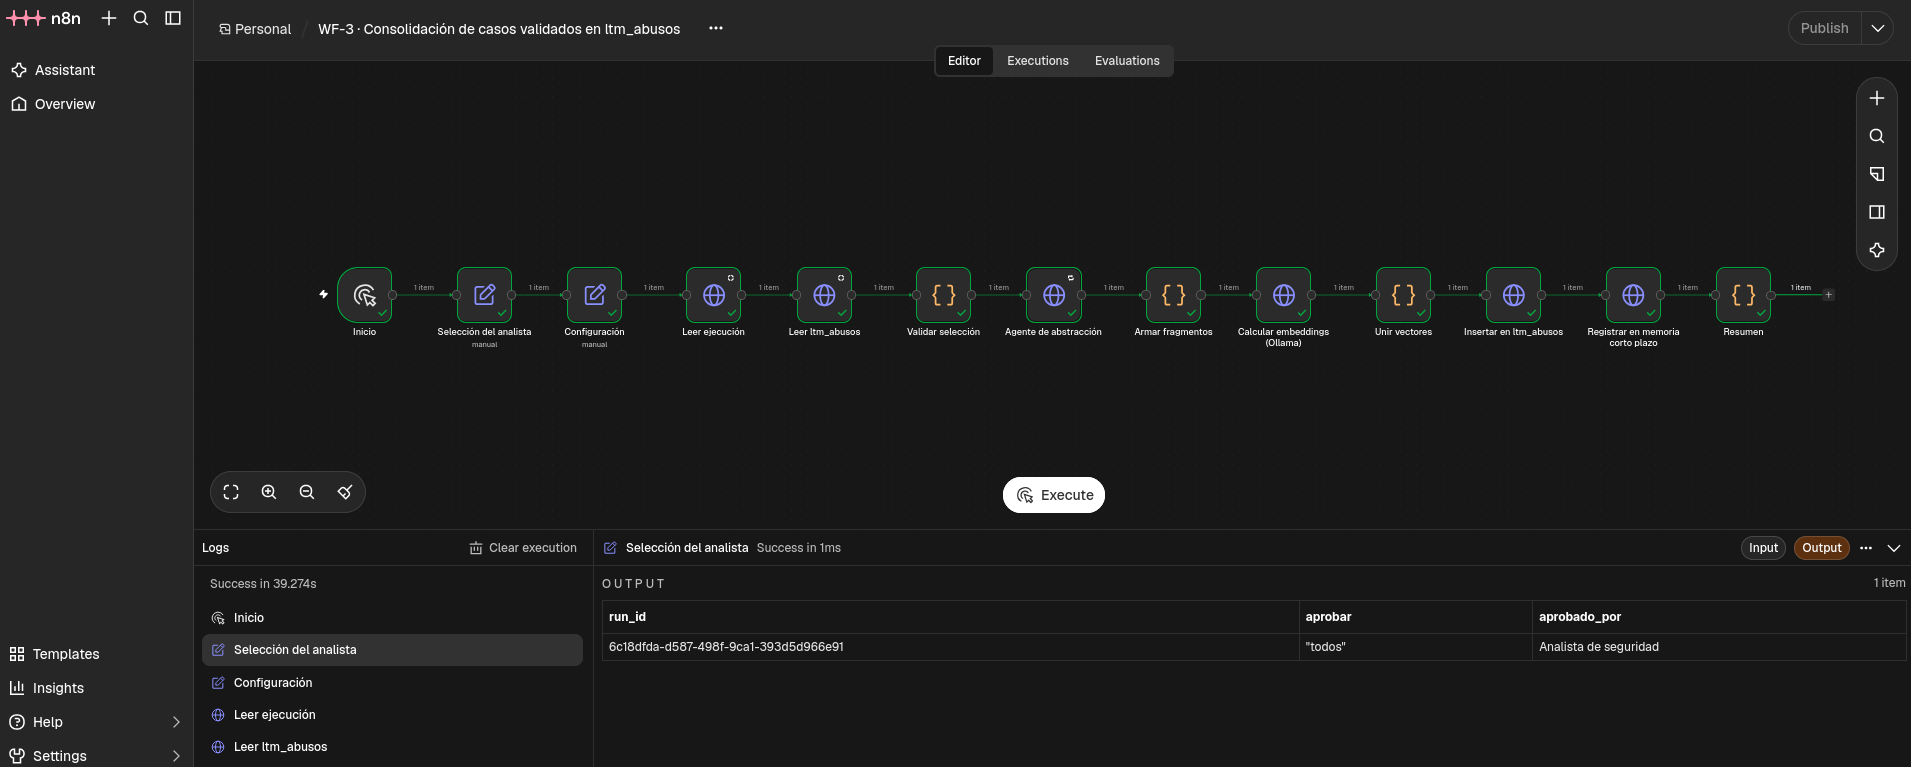 n8n
Personal / WF-3 · Consolidación de casos validados en ltm_abusos
Publish
Editor Executions Evaluations
Assistant
Overview
1 item 1 item 1 item 1 item 1 item 1 item 1 item 1 item 1 item 1 item 1 item 1 item 1 item
Inicio
Selección del analista
manual
Configuración
manual
Leer ejecución
Leer ltm_abusos
Validar selección
Agente de abstracción
Armar fragmentos
Calcular embeddings
(Ollama)
Unir vectores
Insertar en ltm_abusos
Registrar en memoria
corto plazo
Resumen
Execute
Templates
Insights
Help
Settings
Logs
Clear execution
Success in 39.274s
Inicio
Selección del analista
Configuración
Leer ejecución
Leer ltm_abusos
Selección del analista Success in 1ms
Input Output
OUTPUT
1 item
run_id aprobar aprobado_por
6c18dfda-d587-498f-9ca1-393d5d966e91 "todos" Analista de seguridad